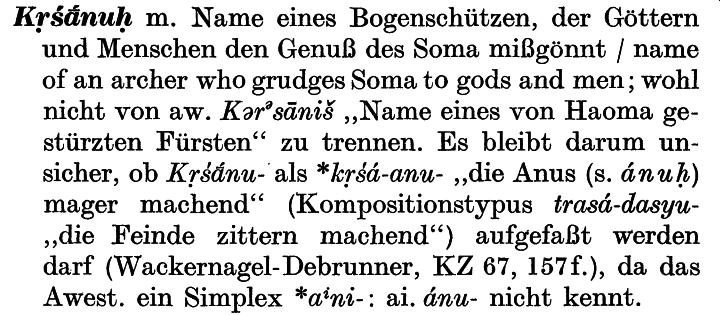 Kṛśā́nuḥ m. Name eines Bogenschützen, der Göttern
und Menschen den Genuß des Soma mißgönnt / name
of an archer who grudges Soma to gods and men; wohl
nicht von aw. Kərᵊsāniš „Name eines von Haoma ge-
stürzten Fürsten“ zu trennen. Es bleibt darum un-
sicher, ob Kṛśā́nu- als *kṛśá-anu- „die Anus (s. ánuḥ)
mager machend“ (Kompositionstypus trasá-dasyu-
„die Feinde zittern machend“) aufgefaßt werden
darf (Wackernagel-Debrunner, KZ 67, 157f.), da das
Awest. ein Simplex *aⁱni-: ai. ánu- nicht kennt.